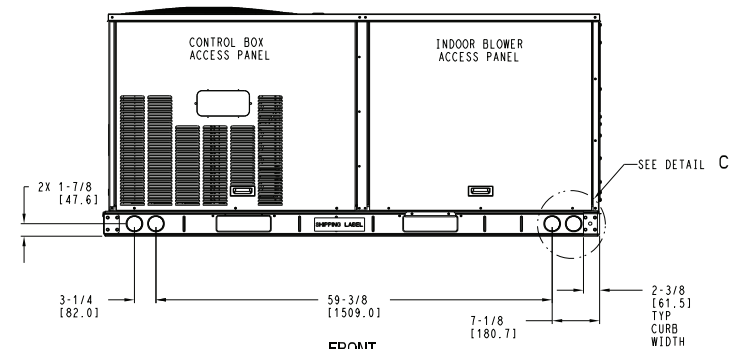 CONTROL BOX
ACCESS PANEL
INDOOR BLOWER
ACCESS PANEL
SEE DETAIL C
2X 1-7/8
[47.6]
SHIPPING LABEL
3-1/4
[82.0]
59-3/8
[1509.0]
7-1/8
[180.7]
2-3/8
[61.5]
TYP
CURB
WIDTH
FRONT